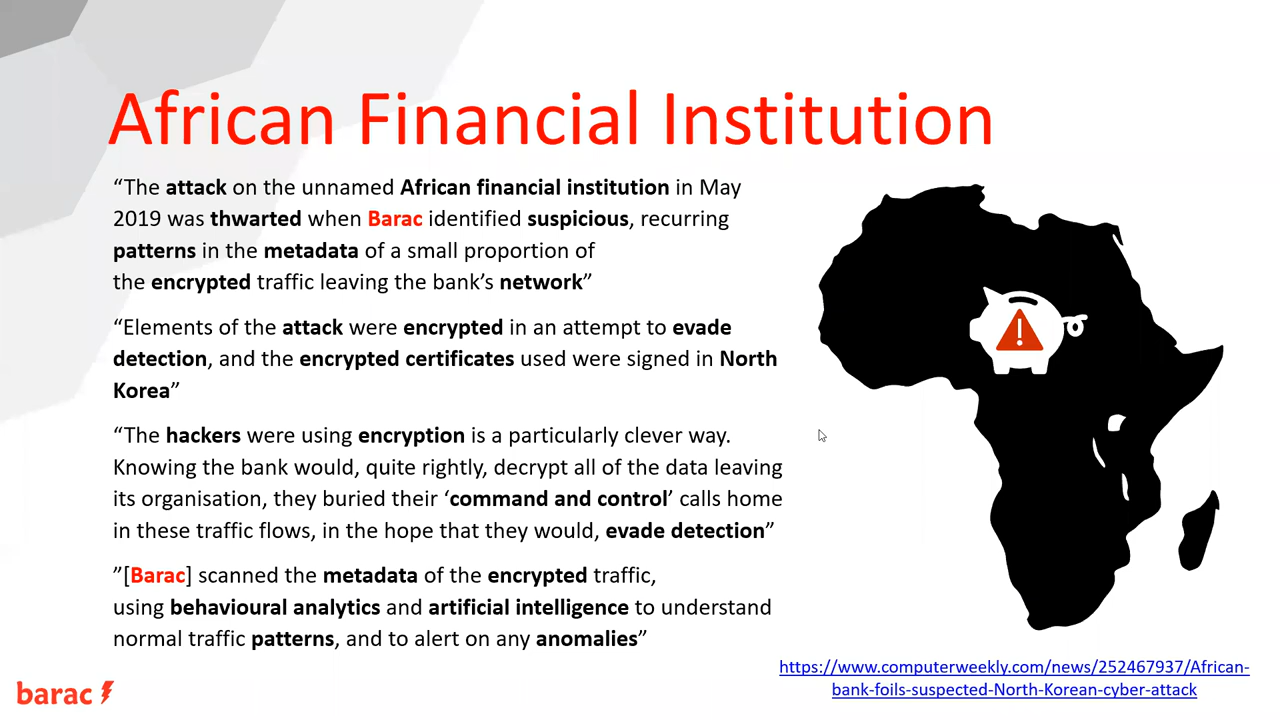 African Financial Institution
“The attack on the unnamed African financial institution in May
2019 was thwarted when Barac identified suspicious, recurring
patterns in the metadata of a small proportion of
the encrypted traffic leaving the bank’s network”
“Elements of the attack were encrypted in an attempt to evade
detection, and the encrypted certificates used were signed in North
Korea”
“The hackers were using encryption is a particularly clever way.
Knowing the bank would, quite rightly, decrypt all of the data leaving
its organisation, they buried their ‘command and control’ calls home
in these traffic flows, in the hope that they would, evade detection”
”[Barac] scanned the metadata of the encrypted traffic,
using behavioural analytics and artificial intelligence to understand
normal traffic patterns, and to alert on any anomalies”
https://www.computerweekly.com/news/252467937/African-
bank-foils-suspected-North-Korean-cyber-attack
barac